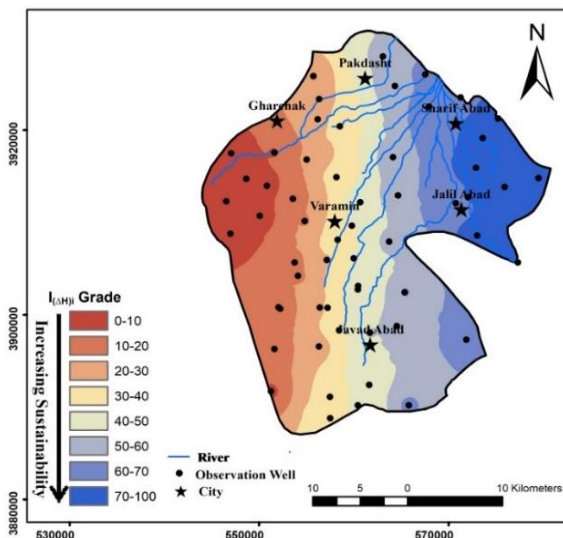 N
Pakdasht
Gharchak
Sharif Abad
Varamin
Jalil Abad
Javad Abad
I(ΔH)i Grade
Increasing Sustainability
0-10
10-20
20-30
30-40
40-50
50-60
60-70
70-100
River
Observation Well
City
10 5 0 10 Kilometers
3920000
3900000
3880000
530000 550000 570000